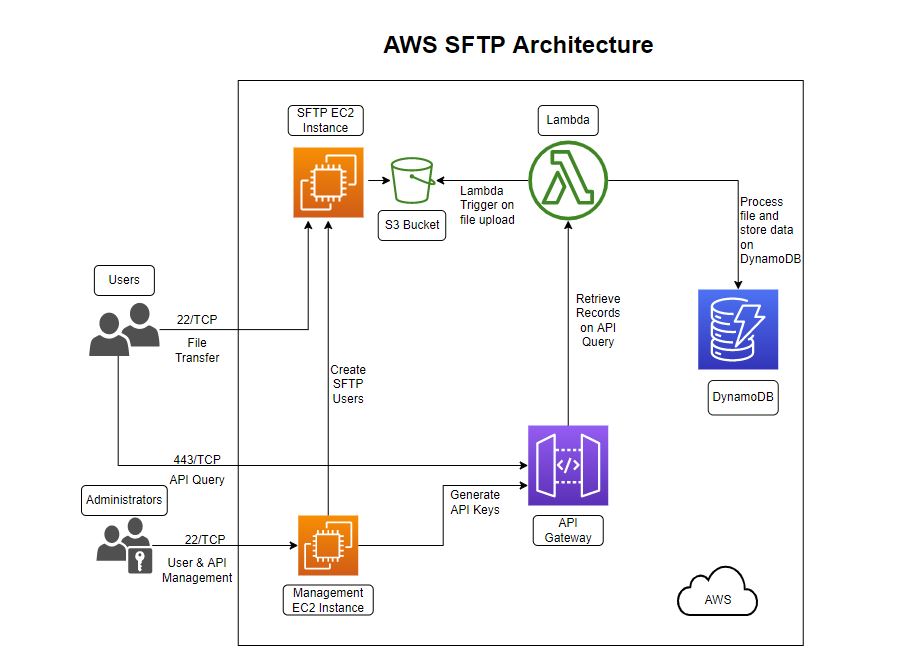 AWS SFTP Architecture
SFTP EC2
Instance
Lambda
S3 Bucket
Lambda
Trigger on
file upload
Process
file and
store data
on
DynamoDB
Users
22/TCP
File
Transfer
Retrieve
Records
on API
Query
Create
SFTP
Users
DynamoDB
443/TCP
API Query
Administrators
Generate
API Keys
API
Gateway
22/TCP
User & API
Management
Management
EC2 Instance
AWS